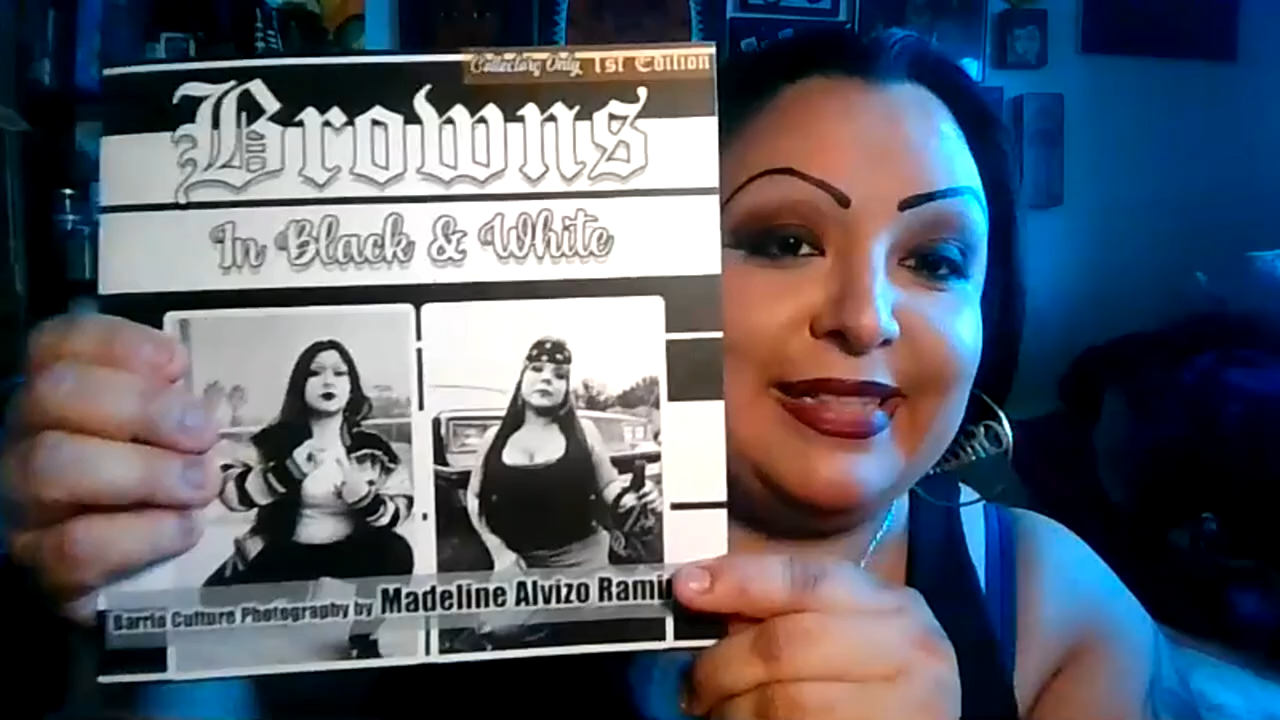 Collectors Only, 1st Edition
Browns
In Black & White
Barrio Culture Photography by Madeline Alvizo